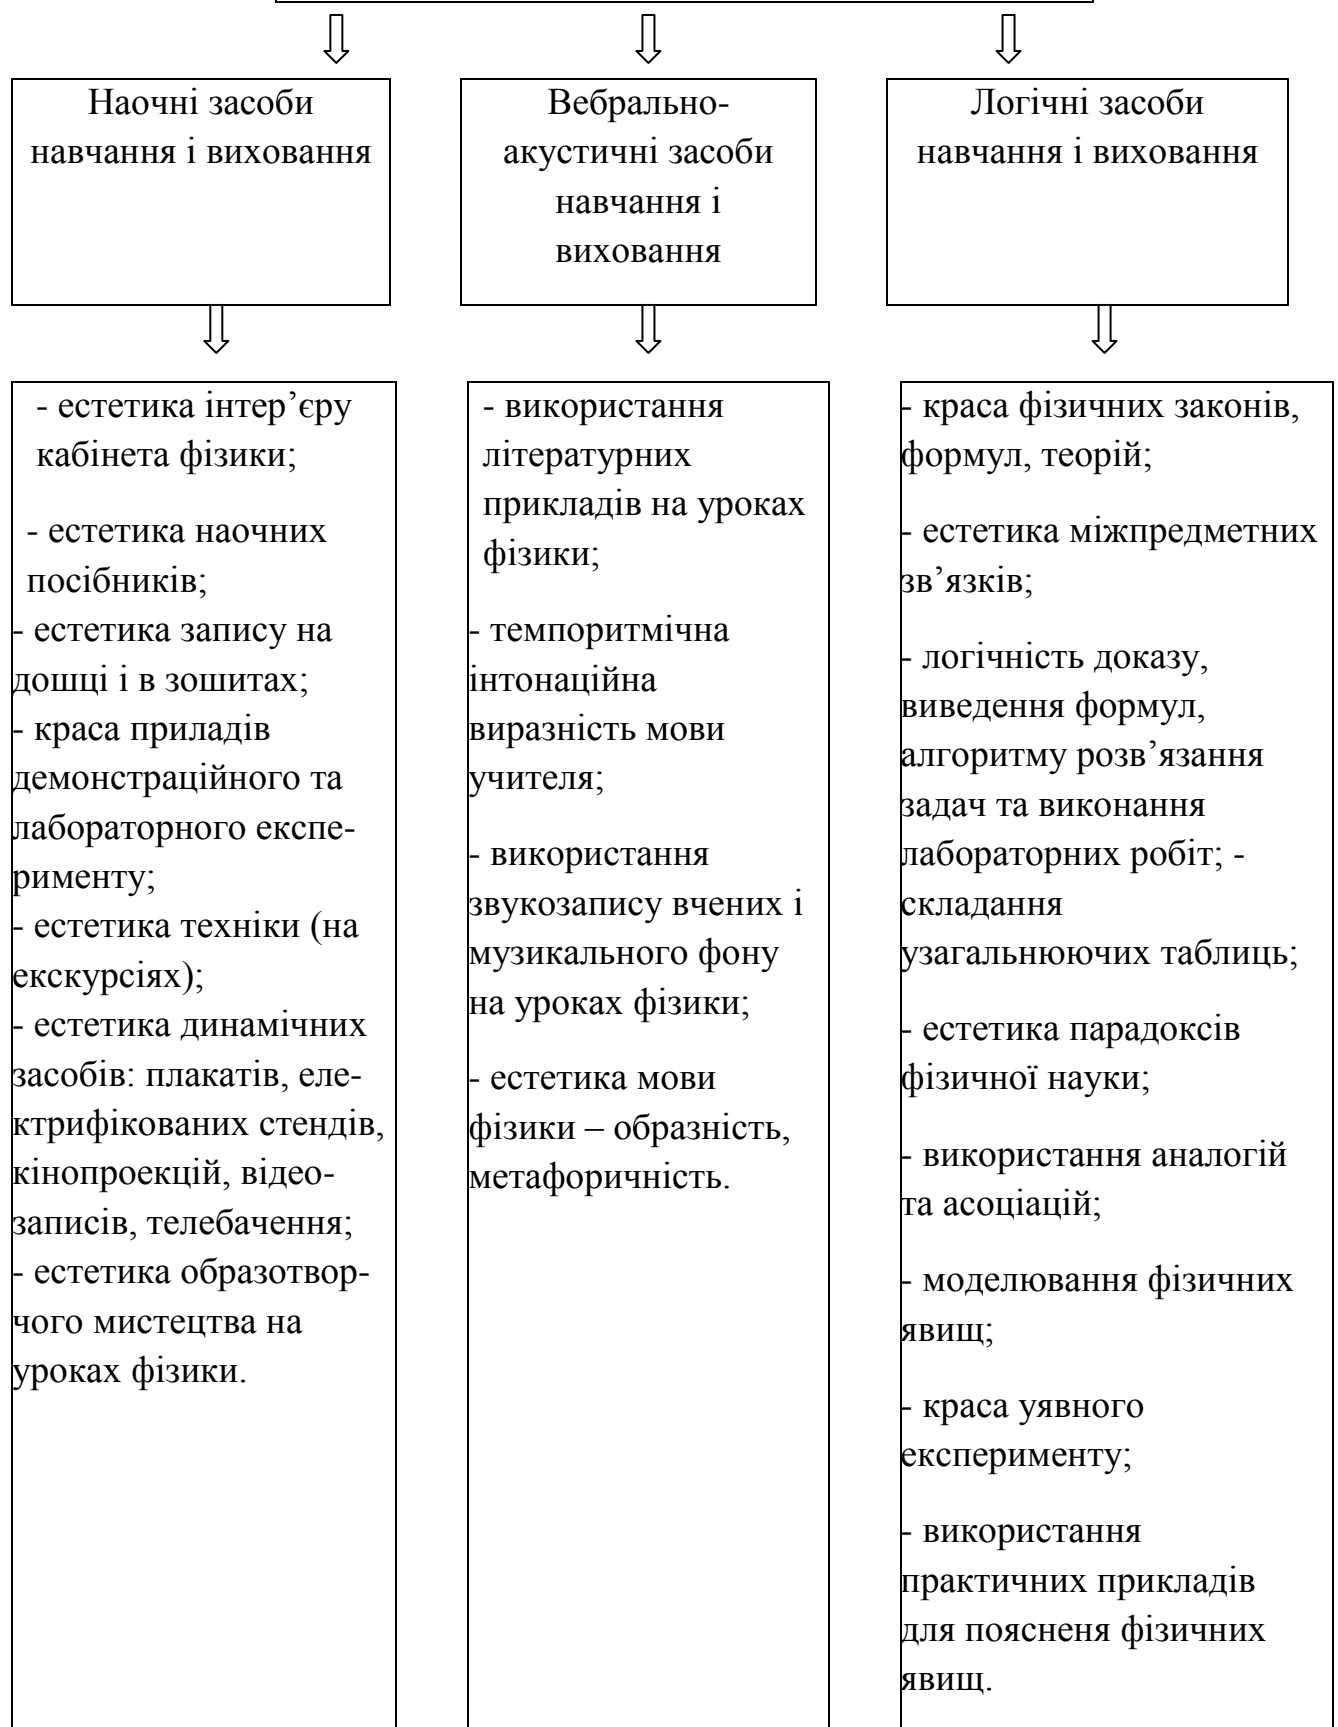 Наочні засоби
навчання і виховання
Вебрально-
акустичні засоби
навчання і
виховання
Логічні засоби
навчання і виховання
- естетика інтер’єру
кабінета фізики;
- естетика наочних
посібників;
- естетика запису на
дошці і в зошитах;
- краса приладів
демонстраційного та
лабораторного експе-
рименту;
- естетика техніки (на
екскурсіях);
- естетика динамічних
засобів: плакатів, еле-
ктрифікованих стендів,
кінопроекцій, відео-
записів, телебачення;
- естетика образотвор-
чого мистецтва на
уроках фізики.
- використання
літературних
прикладів на уроках
фізики;
- темпоритмічна
інтонаційна
виразність мови
учителя;
- використання
звукозапису вчених і
музикального фону
на уроках фізики;
- естетика мови
фізики – образність,
метафоричність.
- краса фізичних законів,
формул, теорій;
- естетика міжпредметних
зв’язків;
- логічність доказу,
виведення формул,
алгоритму розв’язання
задач та виконання
лабораторних робіт; -
складання
узагальнюючих таблиць;
- естетика парадоксів
фізичної науки;
- використання аналогій
та асоціацій;
- моделювання фізичних
явищ;
- краса уявного
експерименту;
- використання
практичних прикладів
для поясненя фізичних
явищ.